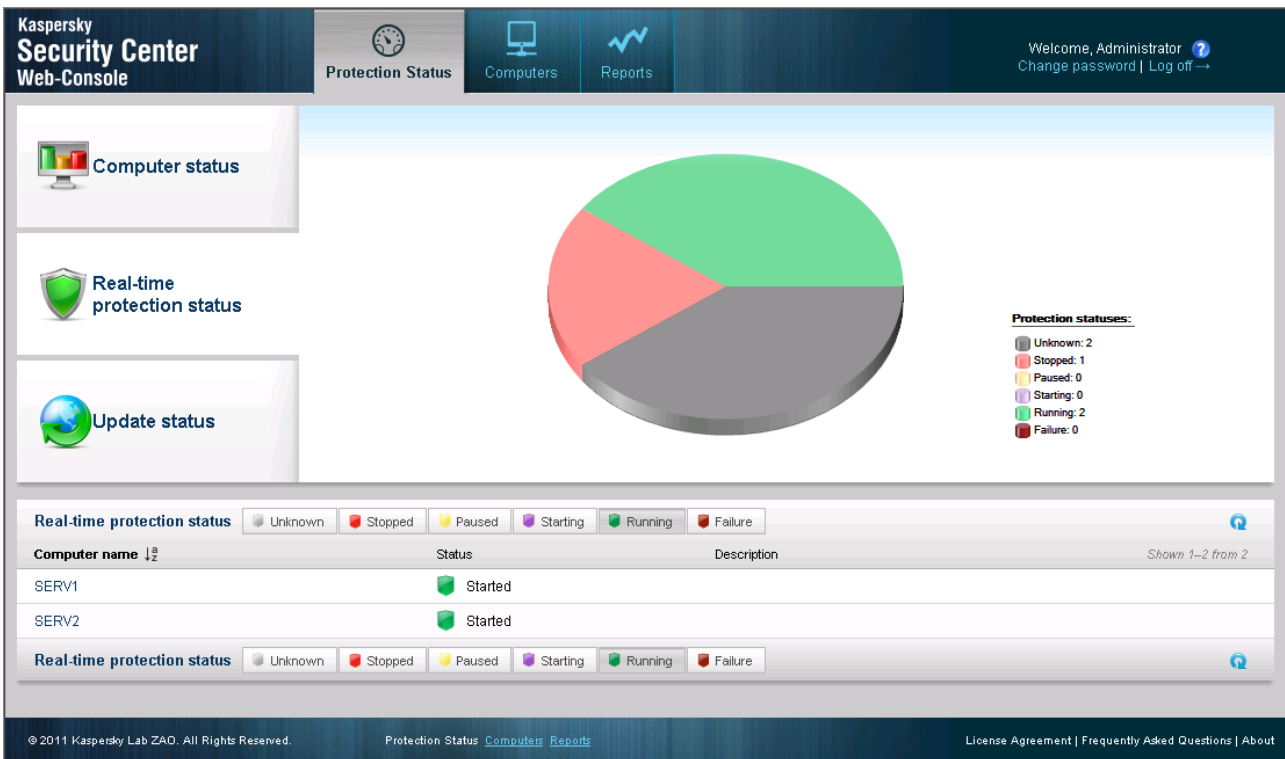 Kaspersky
Security Center
Web-Console
Protection Status
Computers
Reports
Welcome, Administrator ?
Change password | Log off →
Computer status
Real-time
protection status
Update status
Protection statuses:
Unknown: 2
Stopped: 1
Paused: 0
Starting: 0
Running: 2
Failure: 0
Real-time protection status Unknown Stopped Paused Starting Running Failure
Computer name ↓az Status Description Shown 1–2 from 2
SERV1 Started
SERV2 Started
Real-time protection status Unknown Stopped Paused Starting Running Failure
© 2011 Kaspersky Lab ZAO. All Rights Reserved. Protection Status Computers Reports License Agreement | Frequently Asked Questions | About